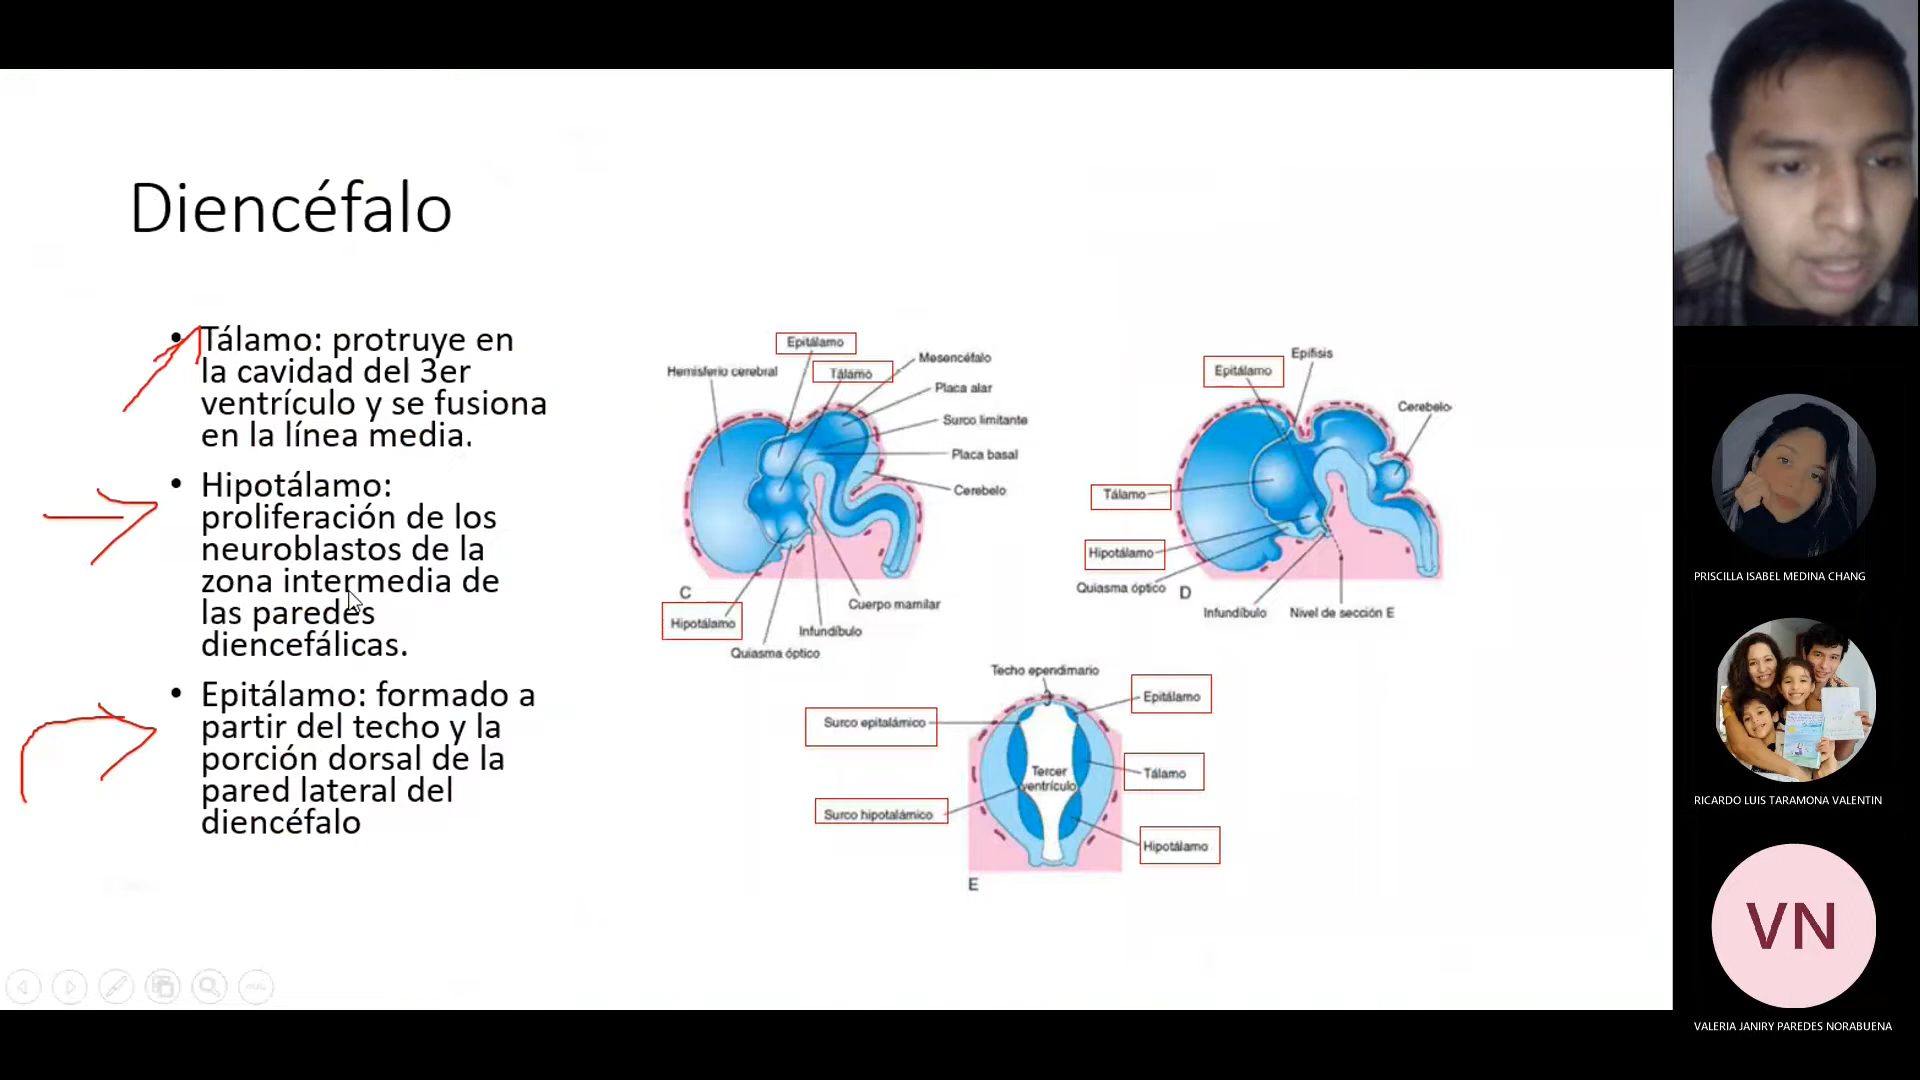 Diencéfalo
• Tálamo: protruye en
la cavidad del 3er
ventrículo y se fusiona
en la línea media.
• Hipotálamo:
proliferación de los
neuroblastos de la
zona intermedia de
las paredes
diencefálicas.
• Epitálamo: formado a
partir del techo y la
porción dorsal de la
pared lateral del
diencéfalo
Epitálamo
Hemisferio cerebral
Tálamo
Mesencéfalo
Placa alar
Surco limitante
Placa basal
Cerebelo
C
Cuerpo mamilar
Hipotálamo
Infundíbulo
Quiasma óptico
Epífisis
Epitálamo
Cerebelo
Tálamo
Hipotálamo
Quiasma óptico
D
Infundíbulo
Nivel de sección E
Techo ependimario
Epitálamo
Surco epitalámico
Tercer
ventrículo
Tálamo
Surco hipotalámico
Hipotálamo
E
PRISCILLA ISABEL MEDINA CHANG
RICARDO LUIS TARAMONA VALENTIN
VN
VALERIA JANIRY PAREDES NORABUENA